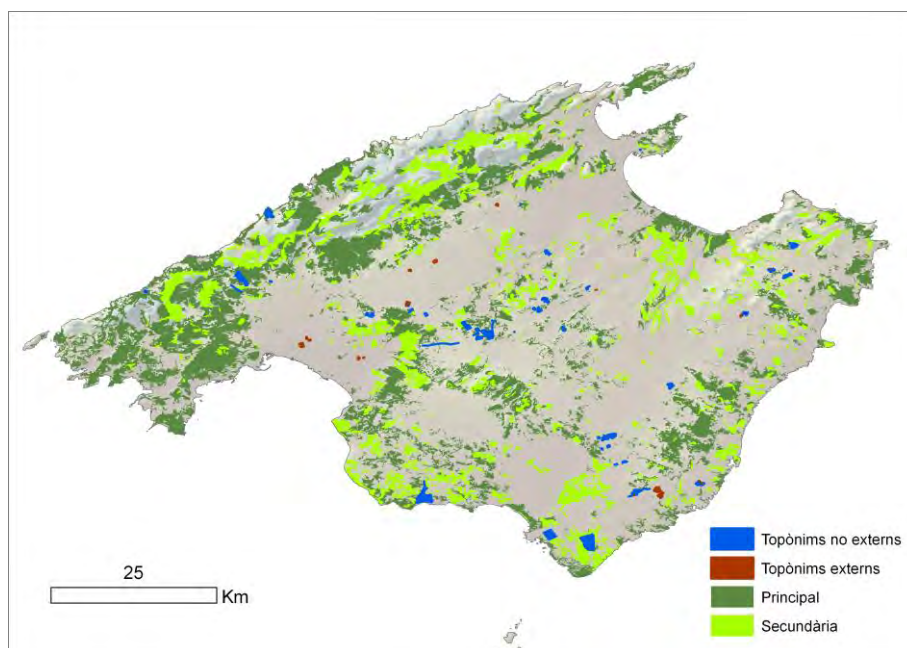 25
Km
Topònims no externs
Topònims externs
Principal
Secundària